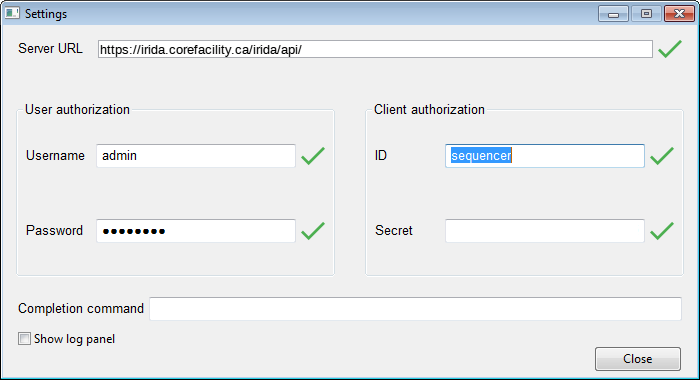 Settings
Server URL https://irida.corefacility.ca/irida/api/
User authorization
Client authorization
Username admin
ID sequencer
Password ●●●●●●●●
Secret
Completion command
Show log panel
Close